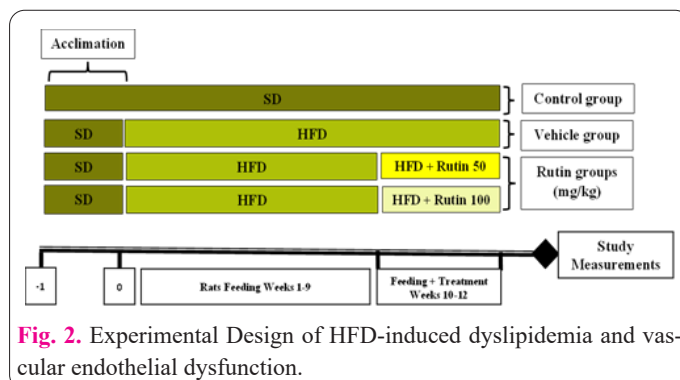 Acclimation
SD
Control group
SD
HFD
Vehicle group
SD
HFD
HFD + Rutin 50
Rutin groups
(mg/kg)
SD
HFD
HFD + Rutin 100
Study
Measurements
-1
0
Rats Feeding Weeks 1-9
Feeding + Treatment
Weeks 10-12
Fig. 2. Experimental Design of HFD-induced dyslipidemia and vas-
cular endothelial dysfunction.